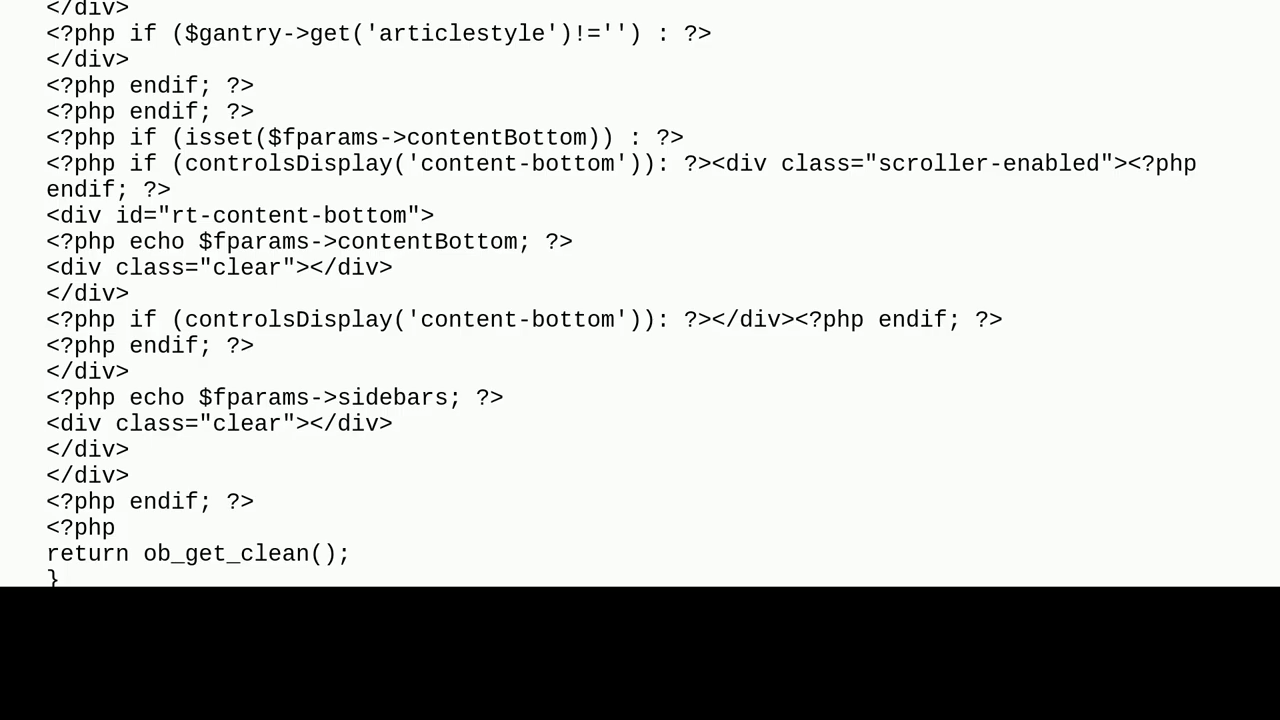 </div>
<?php if ($gantry->get('articlestyle')!='') : ?>
</div>
<?php endif; ?>
<?php endif; ?>
<?php if (isset($fparams->contentBottom)) : ?>
<?php if (controlsDisplay('content-bottom')): ?><div class="scroller-enabled"><?php
endif; ?>
<div id="rt-content-bottom">
<?php echo $fparams->contentBottom; ?>
<div class="clear"></div>
</div>
<?php if (controlsDisplay('content-bottom')): ?></div><?php endif; ?>
<?php endif; ?>
</div>
<?php echo $fparams->sidebars; ?>
<div class="clear"></div>
</div>
</div>
<?php endif; ?>
<?php
return ob_get_clean();
}